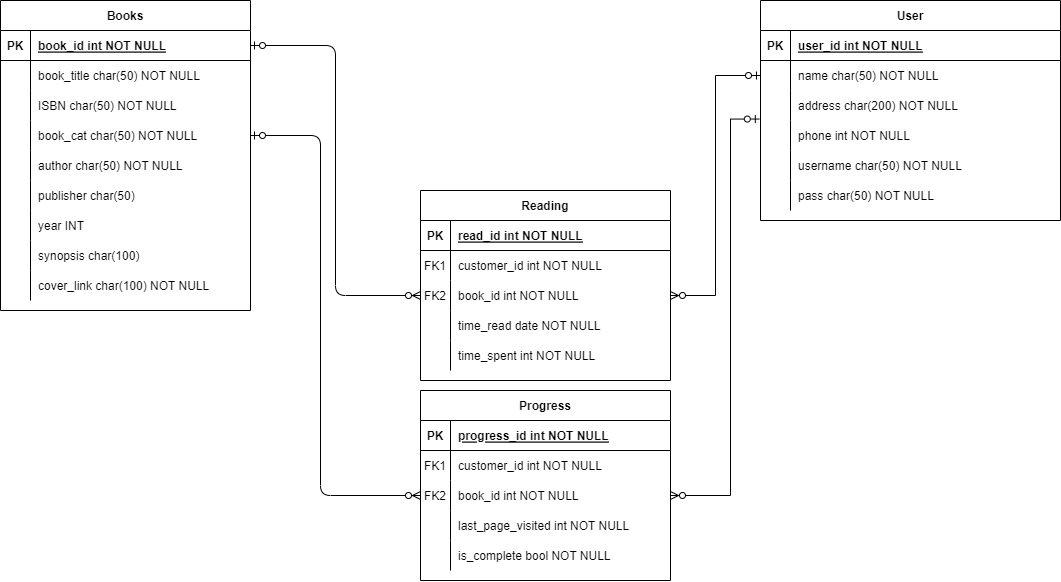 Books
PK book_id int NOT NULL
book_title char(50) NOT NULL
ISBN char(50) NOT NULL
book_cat char(50) NOT NULL
author char(50) NOT NULL
publisher char(50)
year INT
synopsis char(100)
cover_link char(100) NOT NULL
User
PK user_id int NOT NULL
name char(50) NOT NULL
address char(200) NOT NULL
phone int NOT NULL
username char(50) NOT NULL
pass char(50) NOT NULL
Reading
PK read_id int NOT NULL
FK1 customer_id int NOT NULL
FK2 book_id int NOT NULL
time_read date NOT NULL
time_spent int NOT NULL
Progress
PK progress_id int NOT NULL
FK1 customer_id int NOT NULL
FK2 book_id int NOT NULL
last_page_visited int NOT NULL
is_complete bool NOT NULL